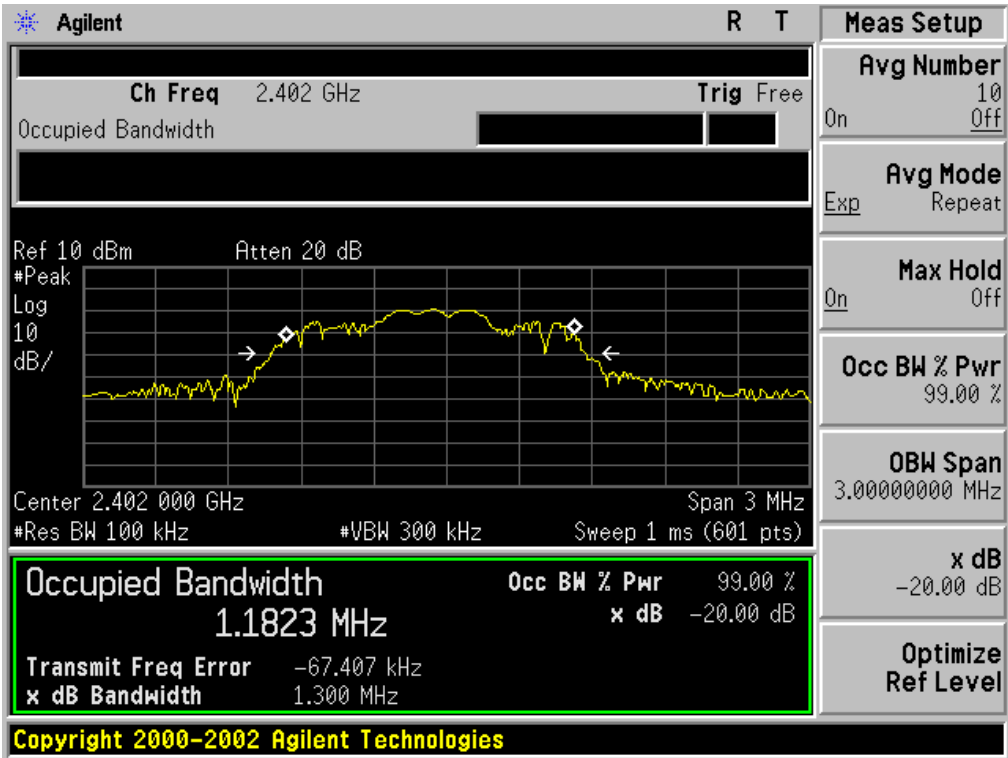 Agilent R T
Ch Freq 2.402 GHz Trig Free
Occupied Bandwidth
Ref 10 dBm Atten 20 dB
#Peak
Log
10
dB/
Center 2.402 000 GHz Span 3 MHz
#Res BW 100 kHz #VBW 300 kHz Sweep 1 ms (601 pts)
Occupied Bandwidth Occ BW % Pwr 99.00 %
1.1823 MHz x dB -20.00 dB
Transmit Freq Error -67.407 kHz
x dB Bandwidth 1.300 MHz
Copyright 2000-2002 Agilent Technologies
Meas Setup
Avg Number
10
On Off
Avg Mode
Exp Repeat
Max Hold
On Off
Occ BW % Pwr
99.00 %
OBW Span
3.00000000 MHz
x dB
-20.00 dB
Optimize
Ref Level